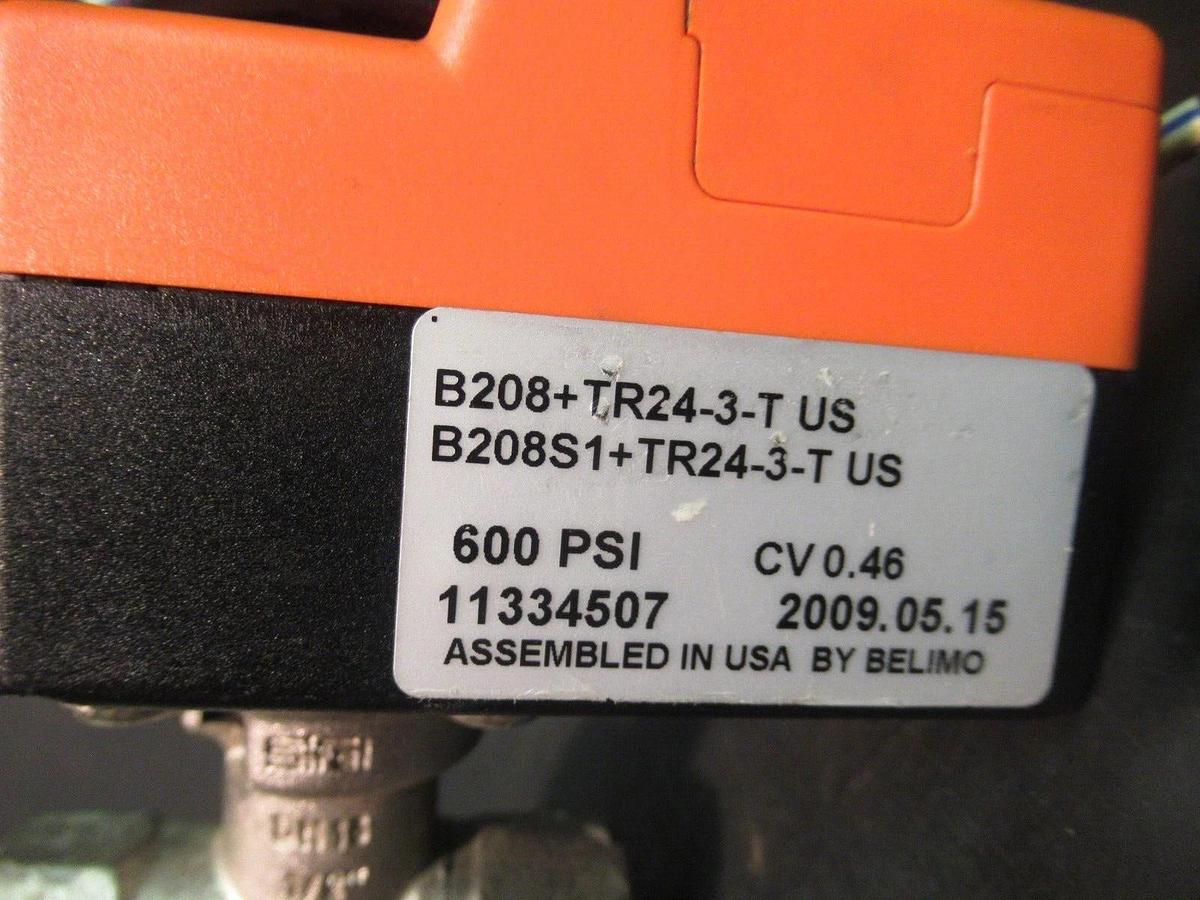 B208+TR24-3-T US
B208S1+TR24-3-T US
600 PSI CV 0.46
11334507 2009.05.15
ASSEMBLED IN USA BY BELIMO